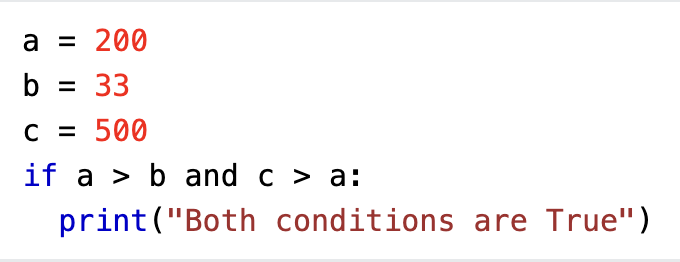 a = 200
b = 33
c = 500
if a > b and c > a:
  print("Both conditions are True")